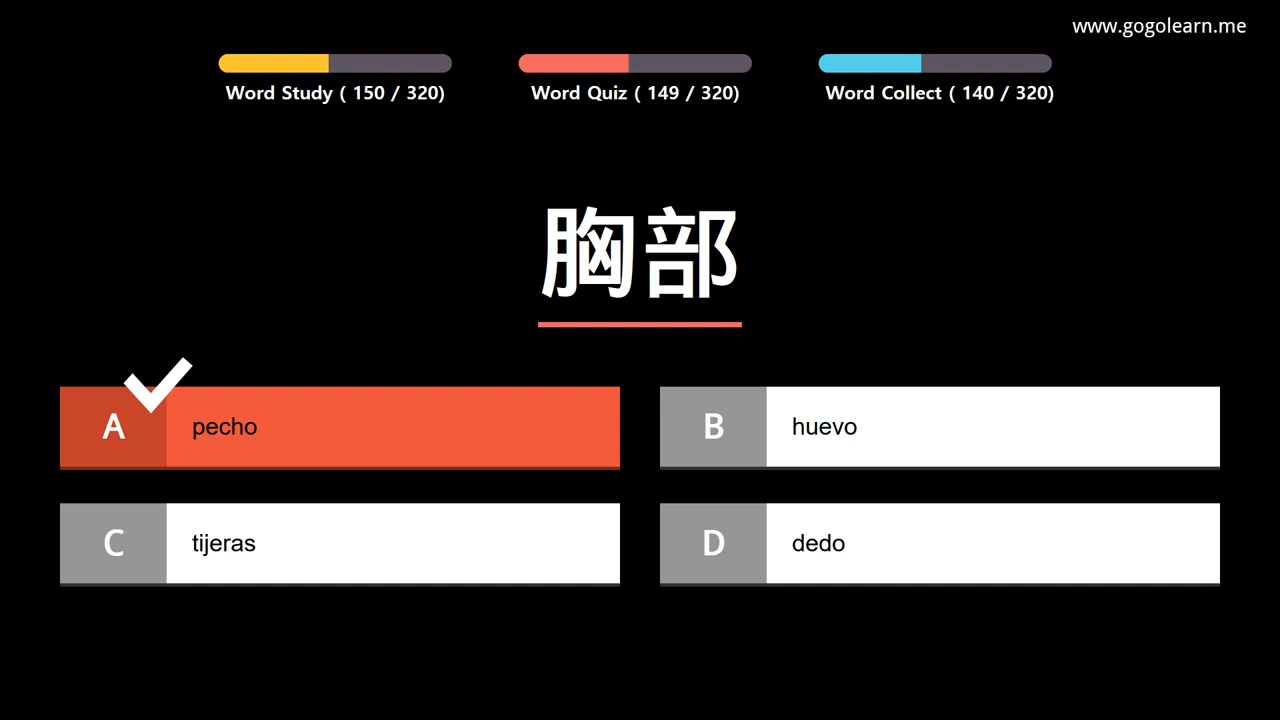 www.gogolearn.me
Word Study ( 150 / 320)
Word Quiz ( 149 / 320)
Word Collect ( 140 / 320)
胸部
A pecho
B huevo
C tijeras
D dedo